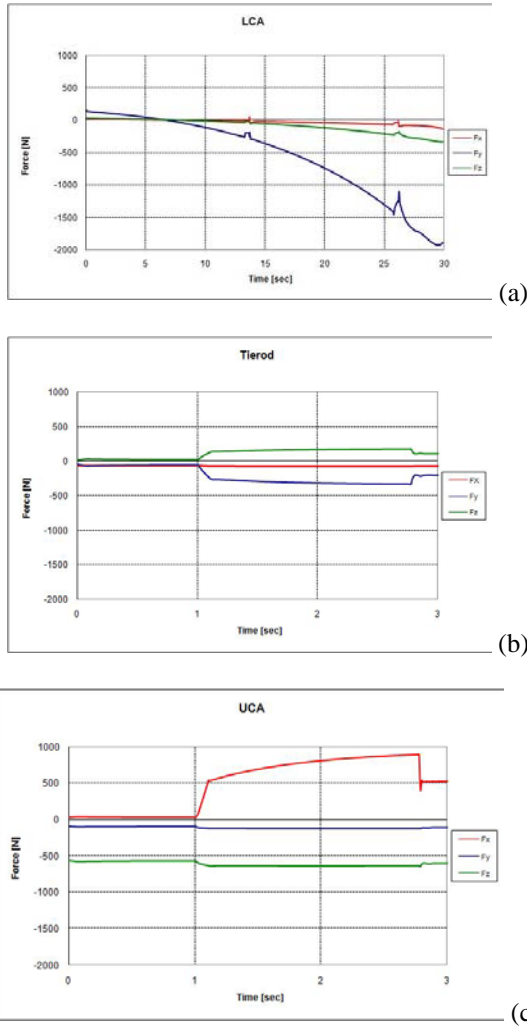 LCA
1000
500
0
-500
-1000
-1500
-2000
Force [N]
0 5 10 15 20 25 30
Time [sec]
Fx
Fy
Fz
(a)
Tierod
1000
500
0
-500
-1000
-1500
-2000
Force [N]
0 1 2 3
Time [sec]
FX
Fy
Fz
(b)
UCA
1000
500
0
-500
-1000
-1500
-2000
Force [N]
0 1 2 3
Time [sec]
Fx
Fy
Fz
(c